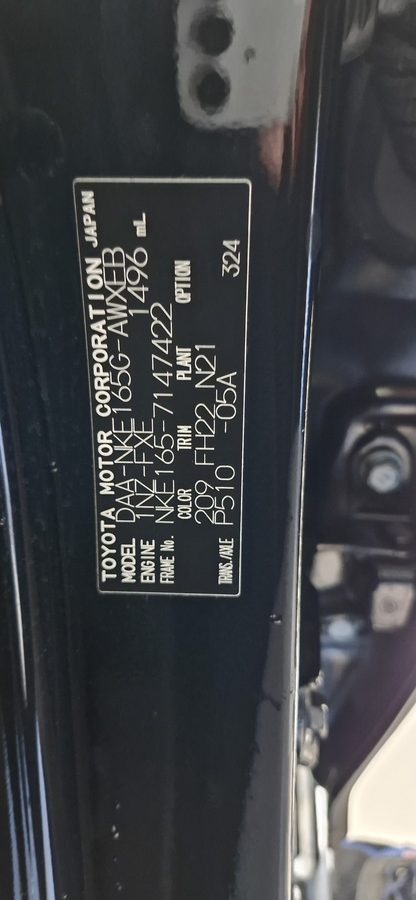 TOYOTA MOTOR CORPORATION JAPAN
MODEL DAA-NKE165G-AWXEB
ENGINE 1NZ-FXE 1496 mL
FRAME No. NKE165-7147422
COLOR TRIM PLANT OPTION
209 FH22 N21
TRANS./AXLE P510 -05A 324